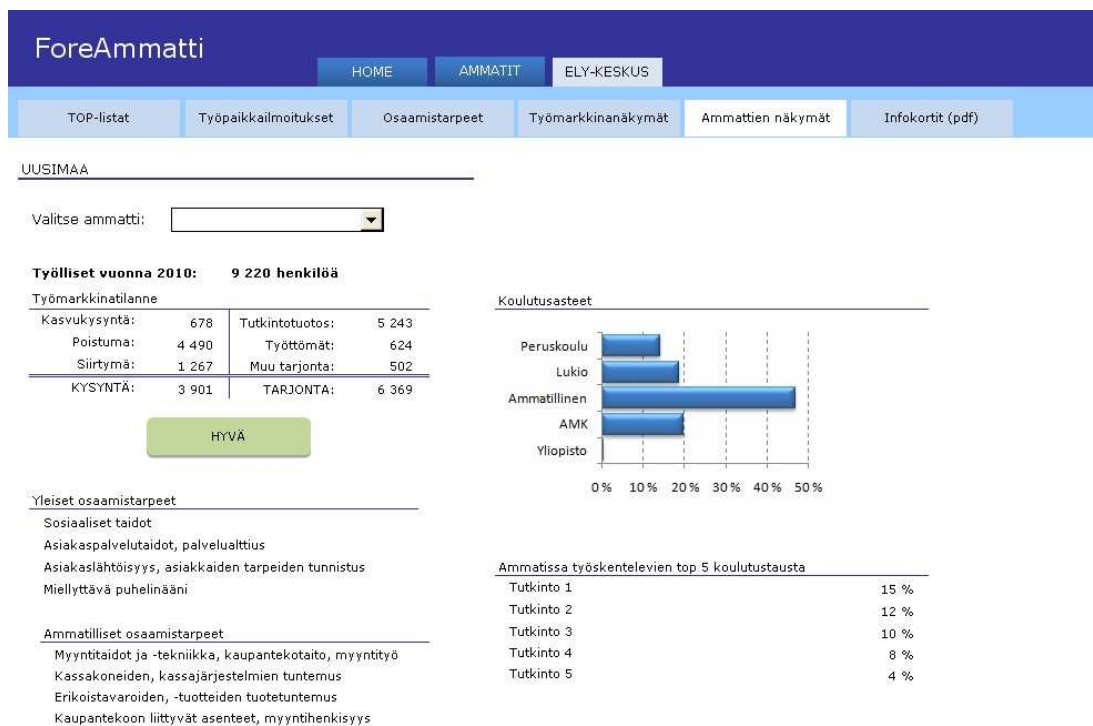 ForeAmmatti
HOME
AMMATIT
ELY-KESKUS
TOP-listat
Työpaikkailmoitukset
Osaamistarpeet
Työmarkkinanäkymät
Ammattien näkymät
Infokortit (pdf)
UUSIMAA
Valitse ammatti:
Työlliset vuonna 2010: 9 220 henkilöä
Työmarkkinatilanne
Kasvukysyntä: 678 Tutkintotuotos: 5 243
Poistuma: 4 490 Työttömät: 624
Siirtymä: 1 267 Muu tarjonta: 502
KYSYNTÄ: 3 901 TARJONTA: 6 369
HYVÄ
Yleiset osaamistarpeet
Sosiaaliset taidot
Asiakaspalvelutaidot, palvelualttius
Asiakaslähtöisyys, asiakkaiden tarpeiden tunnistus
Miellyttävä puhelinääni
Ammatilliset osaamistarpeet
Myyntitaidot ja -tekniikka, kaupantekotaito, myyntityö
Kassakoneiden, kassajärjestelmien tuntemus
Erikoistavaroiden, -tuotteiden tuotetuntemus
Kaupantekoon liittyvät asenteet, myyntihenkisyys
Koulutusasteet
Peruskoulu
Lukio
Ammatillinen
AMK
Yliopisto
0 % 10 % 20 % 30 % 40 % 50 %
Ammatissa työskentelevien top 5 koulutustausta
Tutkinto 1 15 %
Tutkinto 2 12 %
Tutkinto 3 10 %
Tutkinto 4 8 %
Tutkinto 5 4 %